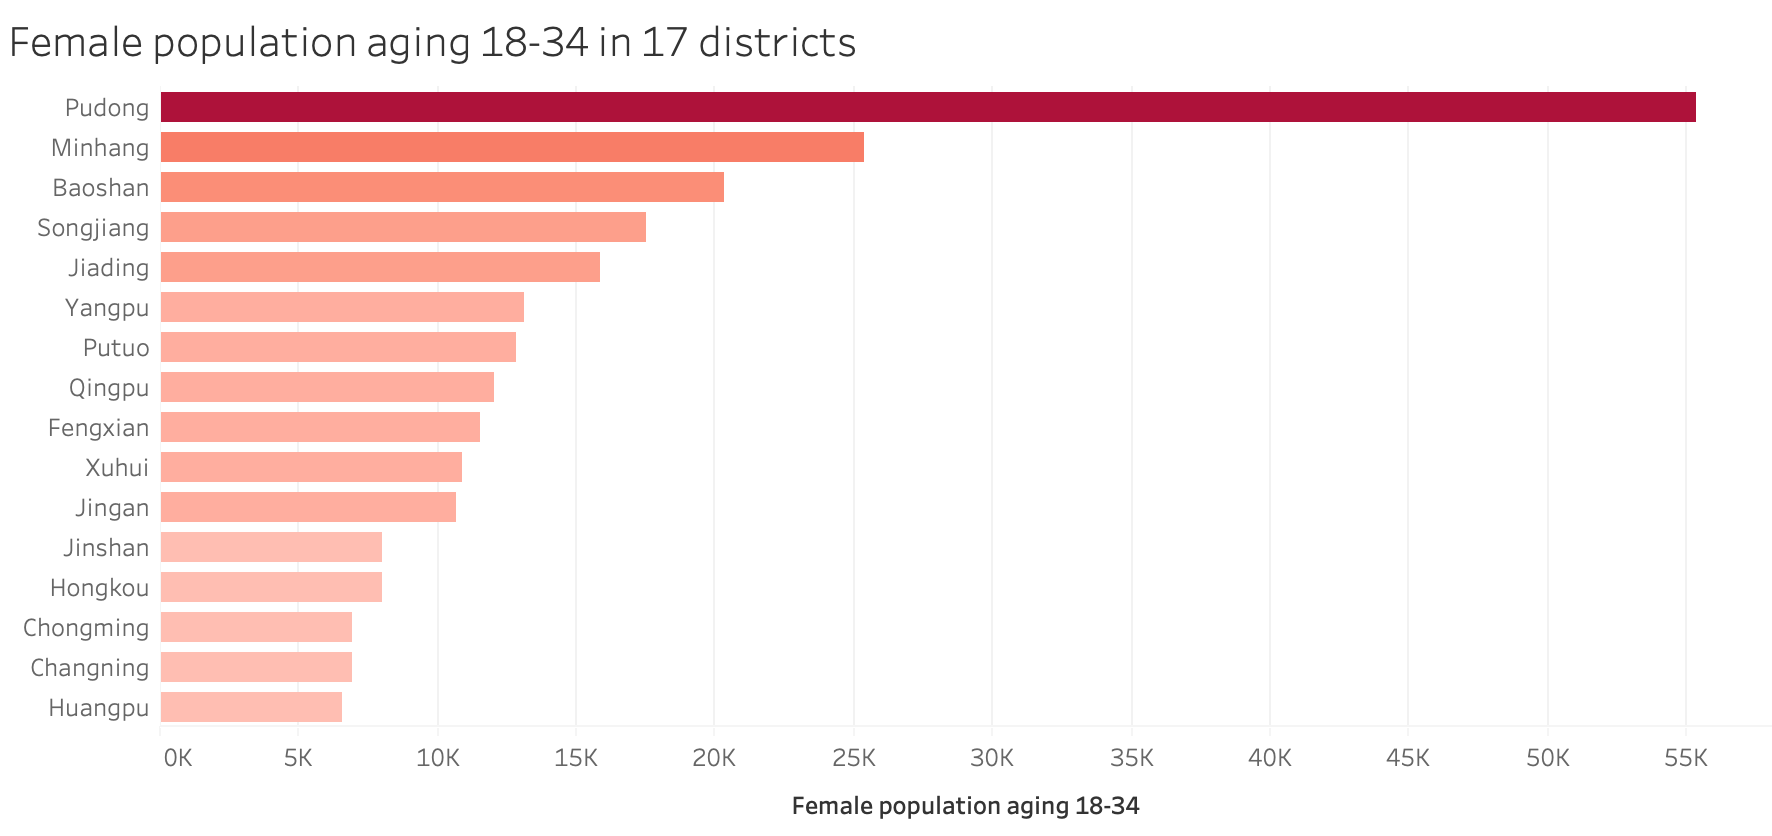 Female population aging 18-34 in 17 districts
Pudong
Minhang
Baoshan
Songjiang
Jiading
Yangpu
Putuo
Qingpu
Fengxian
Xuhui
Jingan
Jinshan
Hongkou
Chongming
Changning
Huangpu
0K 5K 10K 15K 20K 25K 30K 35K 40K 45K 50K 55K
Female population aging 18-34